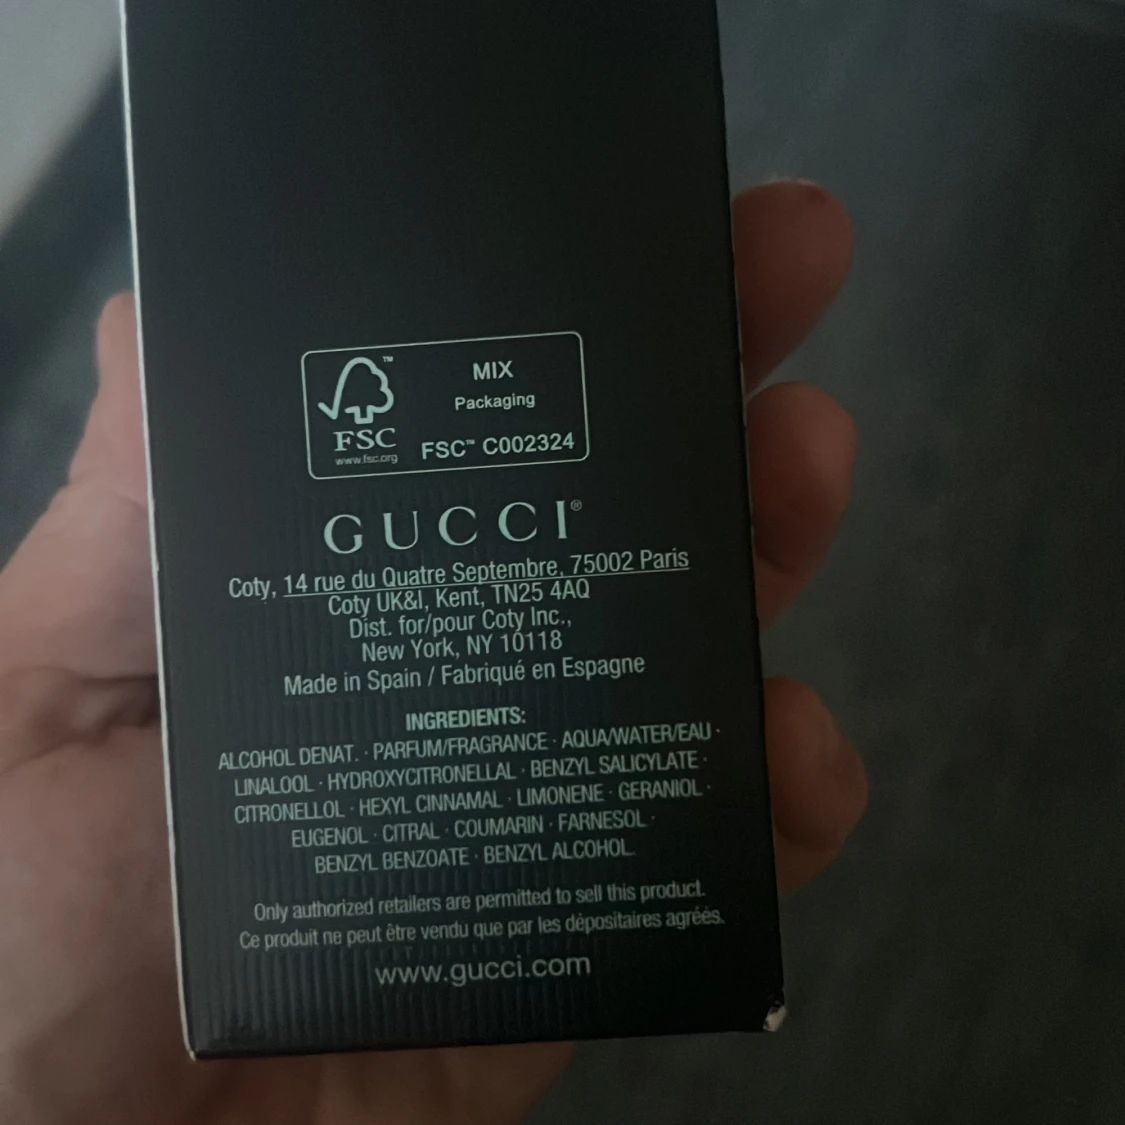 MIX
Packaging
FSC™ C002324
™
FSC
www.fsc.org
GUCCI®
Coty, 14 rue du Quatre Septembre, 75002 Paris
Coty UK&I, Kent, TN25 4AQ
Dist. for/pour Coty Inc.,
New York, NY 10118
Made in Spain / Fabriqué en Espagne
INGREDIENTS:
ALCOHOL DENAT. · PARFUM/FRAGRANCE · AQUA/WATER/EAU ·
LINALOOL · HYDROXYCITRONELLAL · BENZYL SALICYLATE ·
CITRONELLOL · HEXYL CINNAMAL · LIMONENE · GERANIOL ·
EUGENOL · CITRAL · COUMARIN · FARNESOL ·
BENZYL BENZOATE · BENZYL ALCOHOL.
Only authorized retailers are permitted to sell this product.
Ce produit ne peut être vendu que par les dépositaires agréés.
www.gucci.com